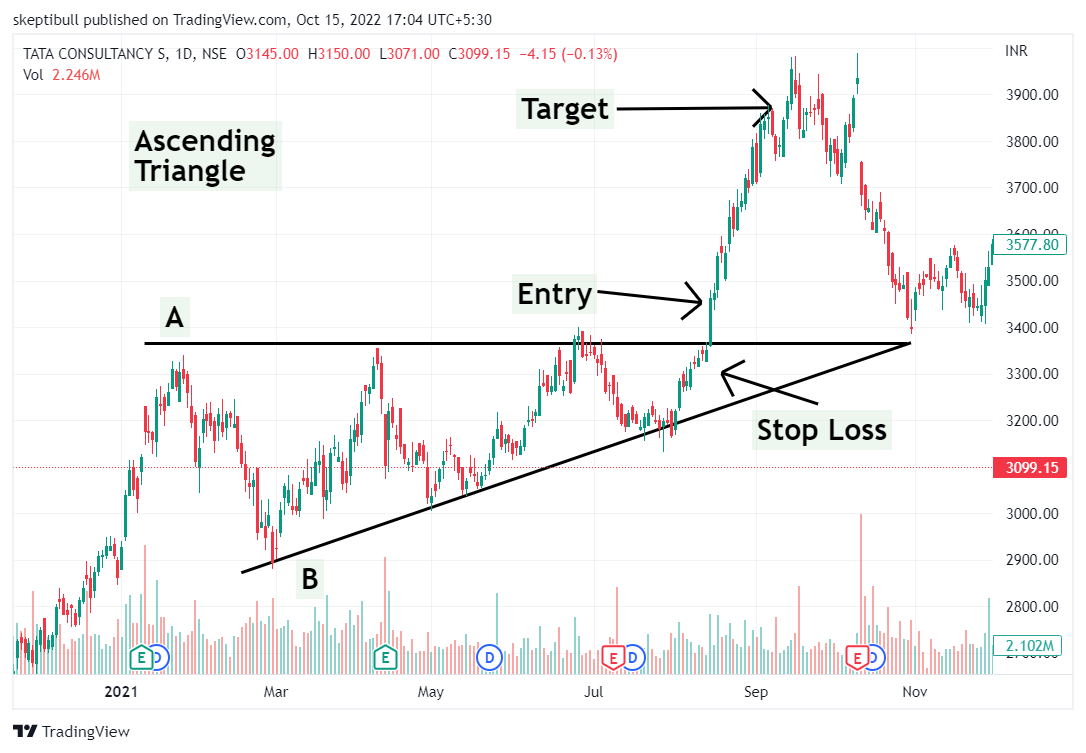 skeptibull published on TradingView.com, Oct 15, 2022 17:04 UTC+5:30
TATA CONSULTANCY S, 1D, NSE O3145.00 H3150.00 L3071.00 C3099.15 −4.15 (−0.13%)
INR
Vol 2.246M
3900.00
Target
Ascending
Triangle
3800.00
3700.00
3600.00
3577.80
3500.00
Entry
A
3400.00
3300.00
3200.00
Stop Loss
3099.15
3000.00
2900.00
B
2800.00
2.102M
E D E D E D E D
2021 Mar May Jul Sep Nov
TradingView